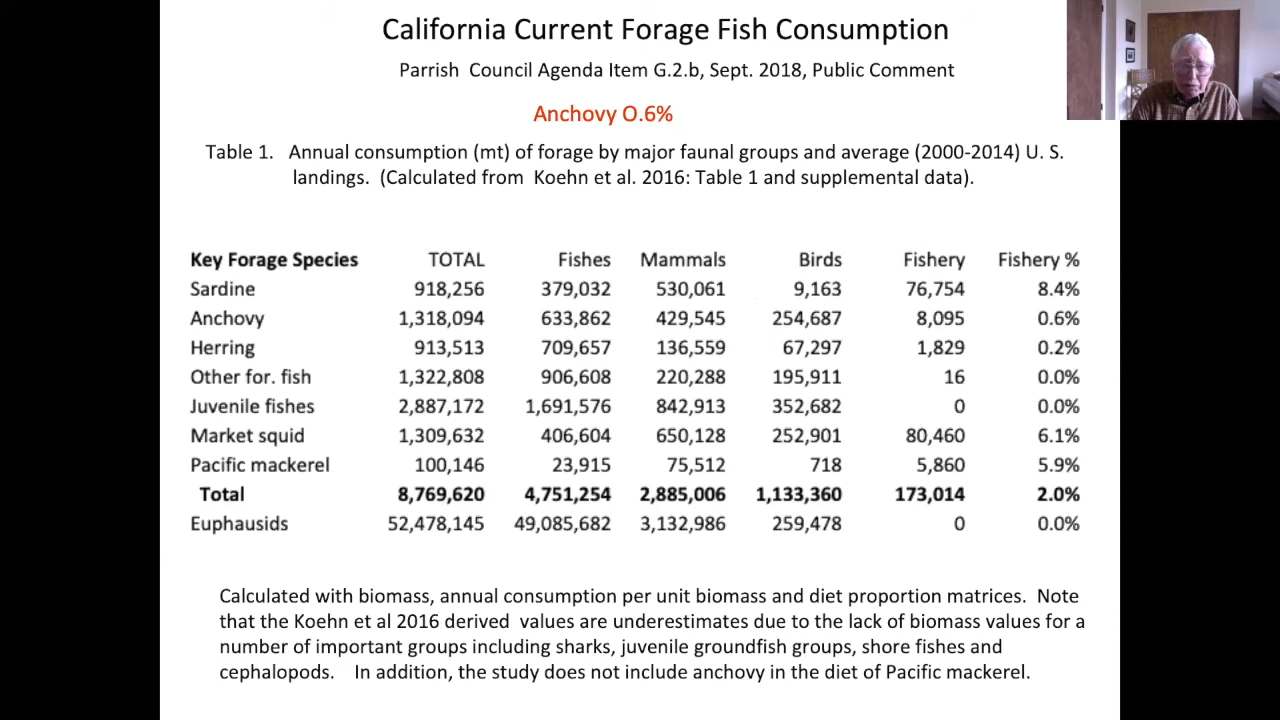 California Current Forage Fish Consumption
Parrish Council Agenda Item G.2.b, Sept. 2018, Public Comment
Anchovy O.6%
Table 1. Annual consumption (mt) of forage by major faunal groups and average (2000-2014) U. S.
landings. (Calculated from Koehn et al. 2016: Table 1 and supplemental data).
Key Forage Species TOTAL Fishes Mammals Birds Fishery Fishery %
Sardine 918,256 379,032 530,061 9,163 76,754 8.4%
Anchovy 1,318,094 633,862 429,545 254,687 8,095 0.6%
Herring 913,513 709,657 136,559 67,297 1,829 0.2%
Other for. fish 1,322,808 906,608 220,288 195,911 16 0.0%
Juvenile fishes 2,887,172 1,691,576 842,913 352,682 0 0.0%
Market squid 1,309,632 406,604 650,128 252,901 80,460 6.1%
Pacific mackerel 100,146 23,915 75,512 718 5,860 5.9%
Total 8,769,620 4,751,254 2,885,006 1,133,360 173,014 2.0%
Euphausids 52,478,145 49,085,682 3,132,986 259,478 0 0.0%
Calculated with biomass, annual consumption per unit biomass and diet proportion matrices. Note
that the Koehn et al 2016 derived values are underestimates due to the lack of biomass values for a
number of important groups including sharks, juvenile groundfish groups, shore fishes and
cephalopods. In addition, the study does not include anchovy in the diet of Pacific mackerel.